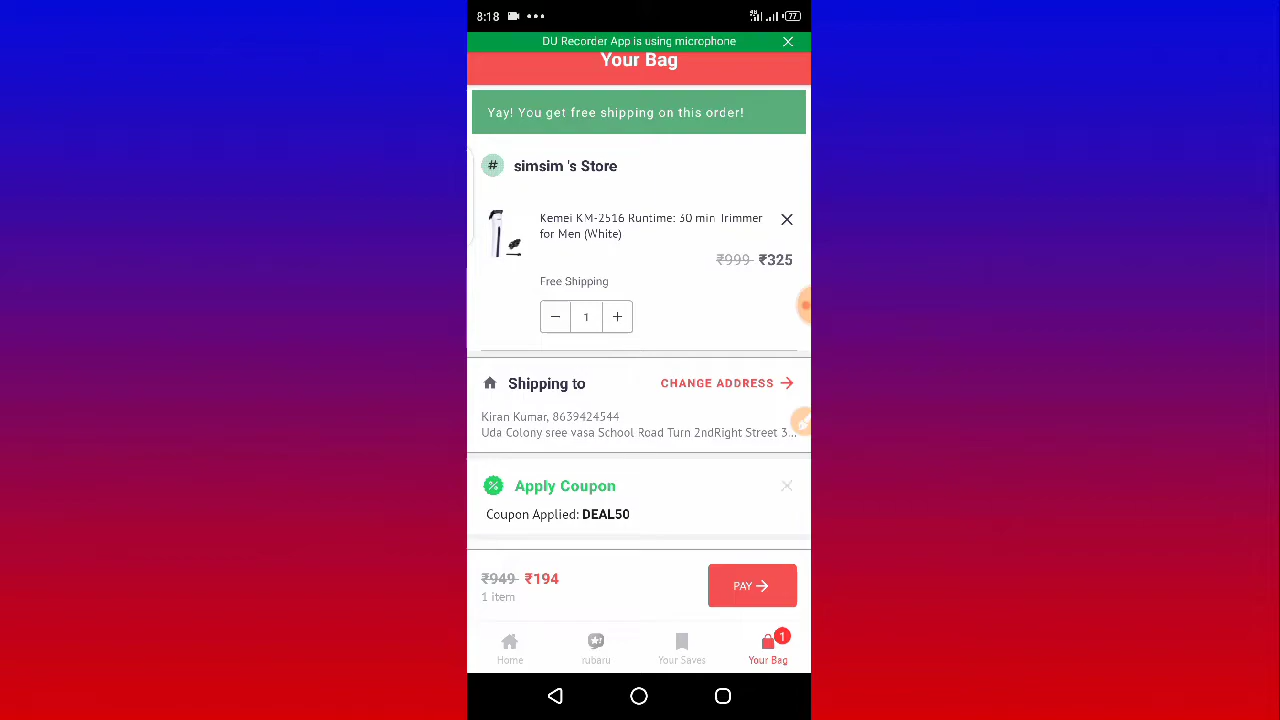 8:18
4G 77
DU Recorder App is using microphone
Your Bag
Yay! You get free shipping on this order!
# simsim 's Store
Kemei KM-2516 Runtime: 30 min Trimmer
for Men (White)
₹999 ₹325
Free Shipping
1
Shipping to
CHANGE ADDRESS
Kiran Kumar, 8639424544
Uda Colony sree vasa School Road Turn 2ndRight Street 3...
% Apply Coupon
Coupon Applied: DEAL50
₹949 ₹194
1 item
PAY
1
Home
rubaru
Your Saves
Your Bag